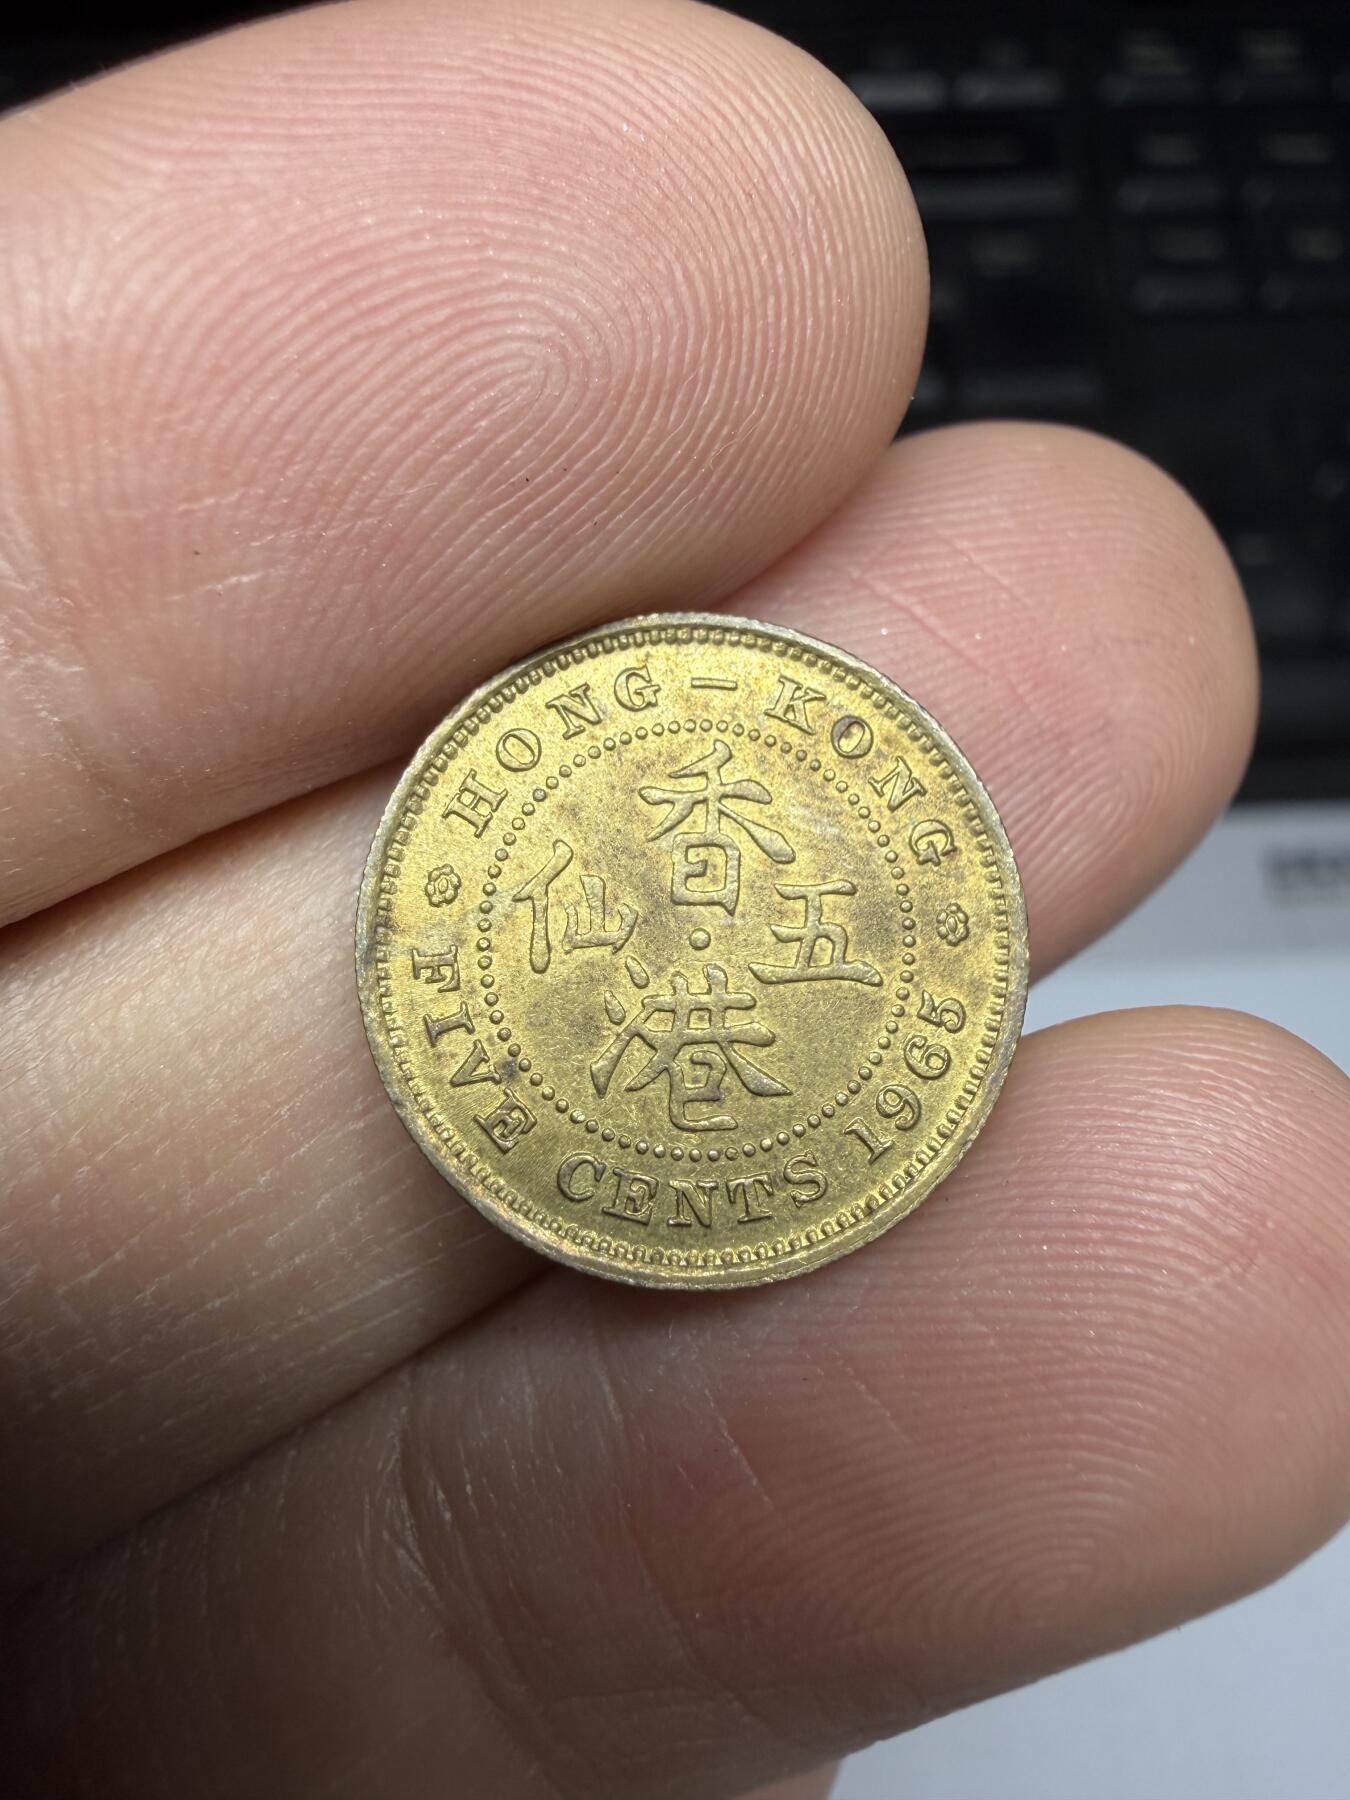 HONG - KONG
FIVE CENTS 1965
香
仙 五
港